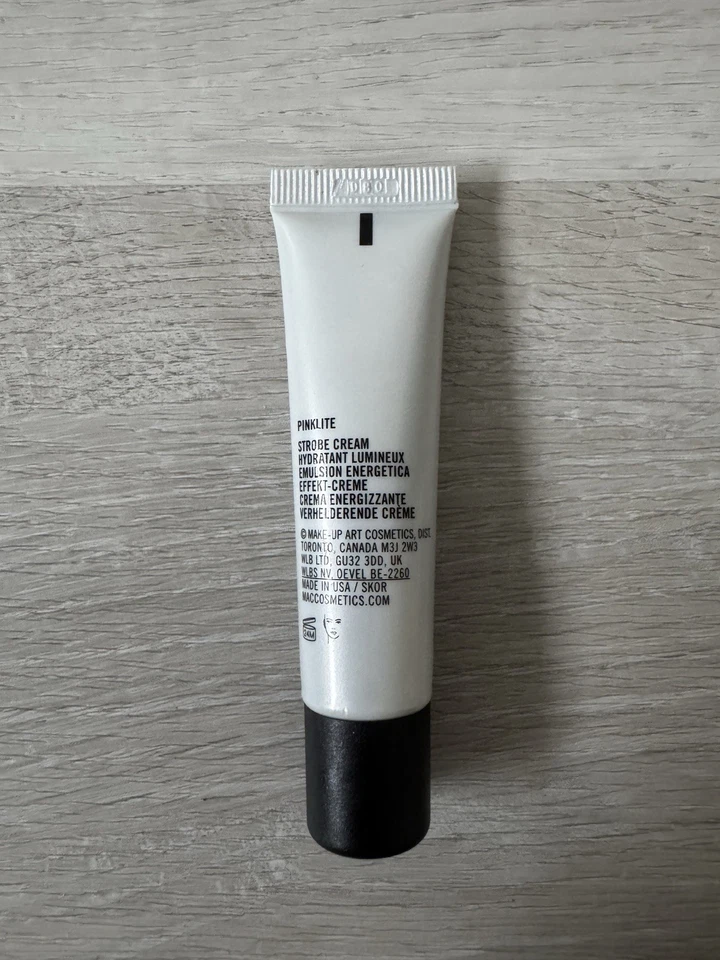 PINKLITE
STROBE CREAM
HYDRATANT LUMINEUX
EMULSION ENERGETICA
EFFEKT-CREME
CREMA ENERGIZZANTE
VERHELDERENDE CRÈME
© MAKE-UP ART COSMETICS, DIST.
TORONTO, CANADA M3J 2W3
WLB LTD, GU32 3DD, UK
WLBS NV, OEVEL BE-2260
MADE IN USA / SKOR
MACCOSMETICS.COM
24M